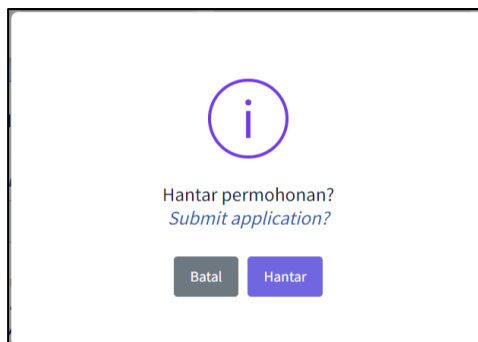 Hantar permohonan?
Submit application?
Batal Hantar